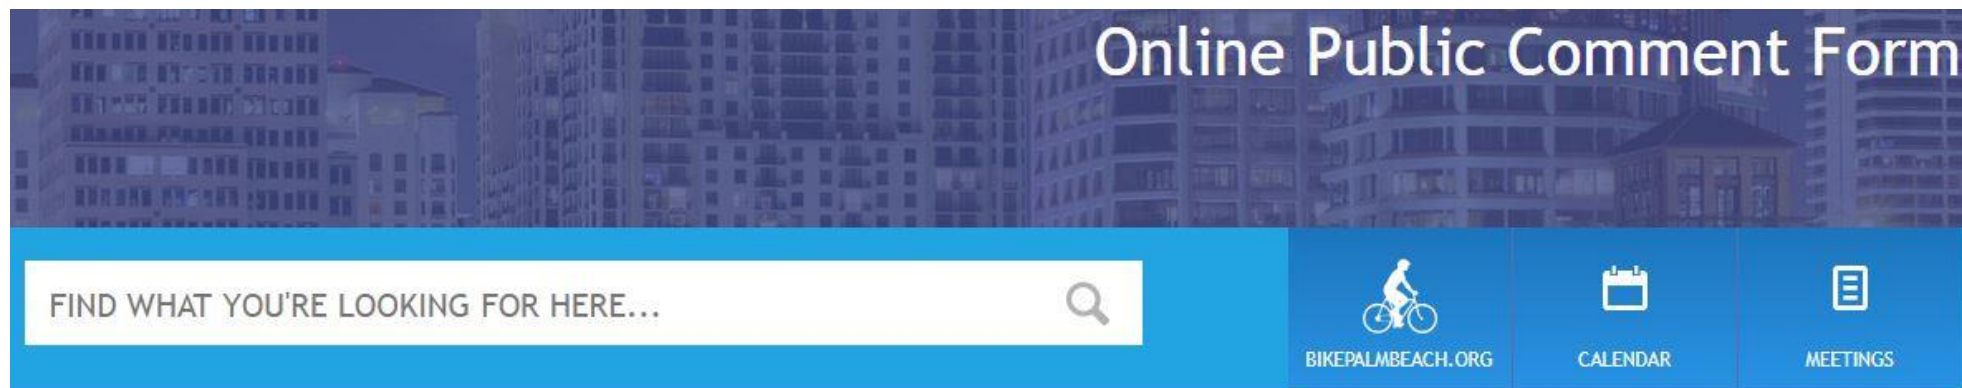 Online Public Comment Form
FIND WHAT YOU'RE LOOKING FOR HERE...
BIKEPALMBEACH.ORG
CALENDAR
MEETINGS